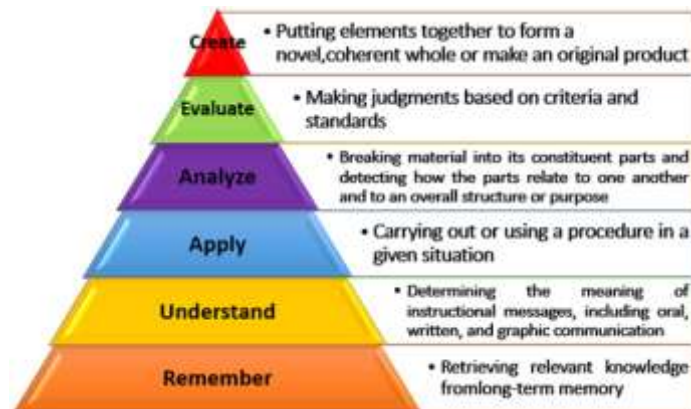 Create
• Putting elements together to form a
novel,coherent whole or make an original product
Evaluate
• Making judgments based on criteria and
standards
Analyze
• Breaking material into its constituent parts and
detecting how the parts relate to one another
and to an overall structure or purpose
Apply
• Carrying out or using a procedure in a
given situation
Understand
• Determining the meaning of
instructional messages, including oral,
written, and graphic communication
Remember
• Retrieving relevant knowledge
fromlong-term memory